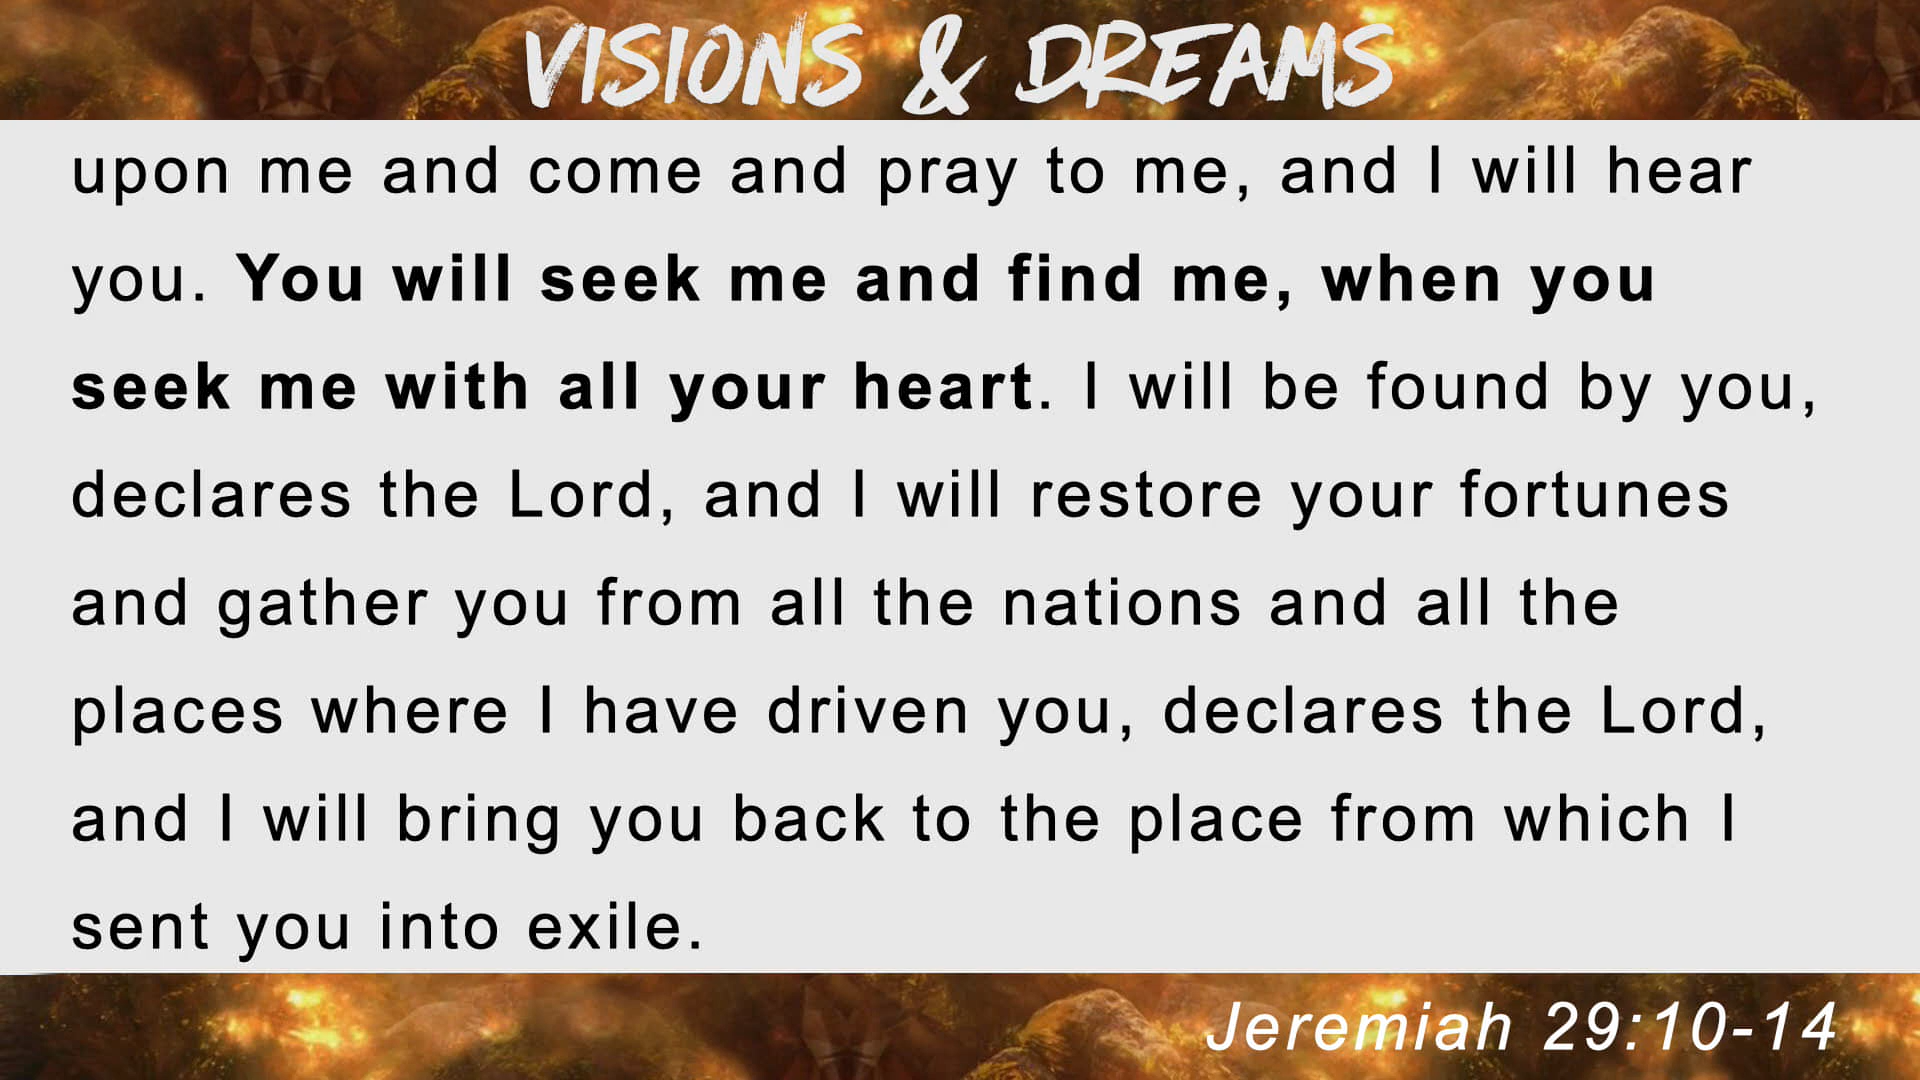 VISIONS & DREAMS
upon me and come and pray to me, and I will hear
you. You will seek me and find me, when you
seek me with all your heart. I will be found by you,
declares the Lord, and I will restore your fortunes
and gather you from all the nations and all the
places where I have driven you, declares the Lord,
and I will bring you back to the place from which I
sent you into exile.
Jeremiah 29:10-14